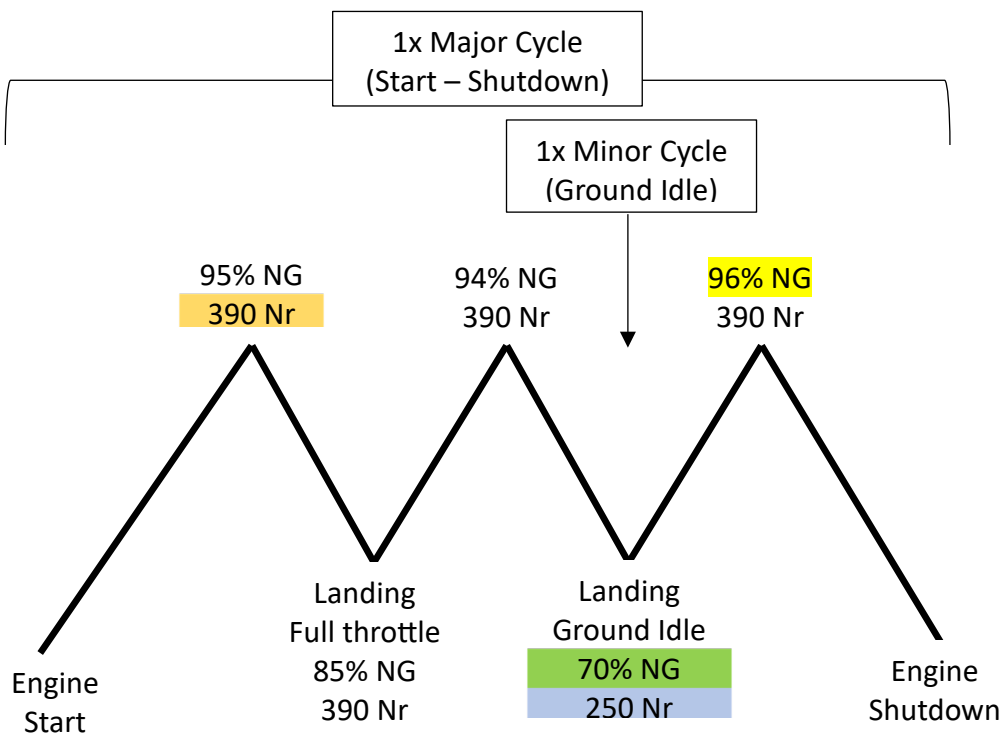 1x Major Cycle
(Start – Shutdown)
1x Minor Cycle
(Ground Idle)
95% NG
390 Nr
94% NG
390 Nr
96% NG
390 Nr
Landing
Full throttle
85% NG
390 Nr
Landing
Ground Idle
70% NG
250 Nr
Engine
Start
Engine
Shutdown